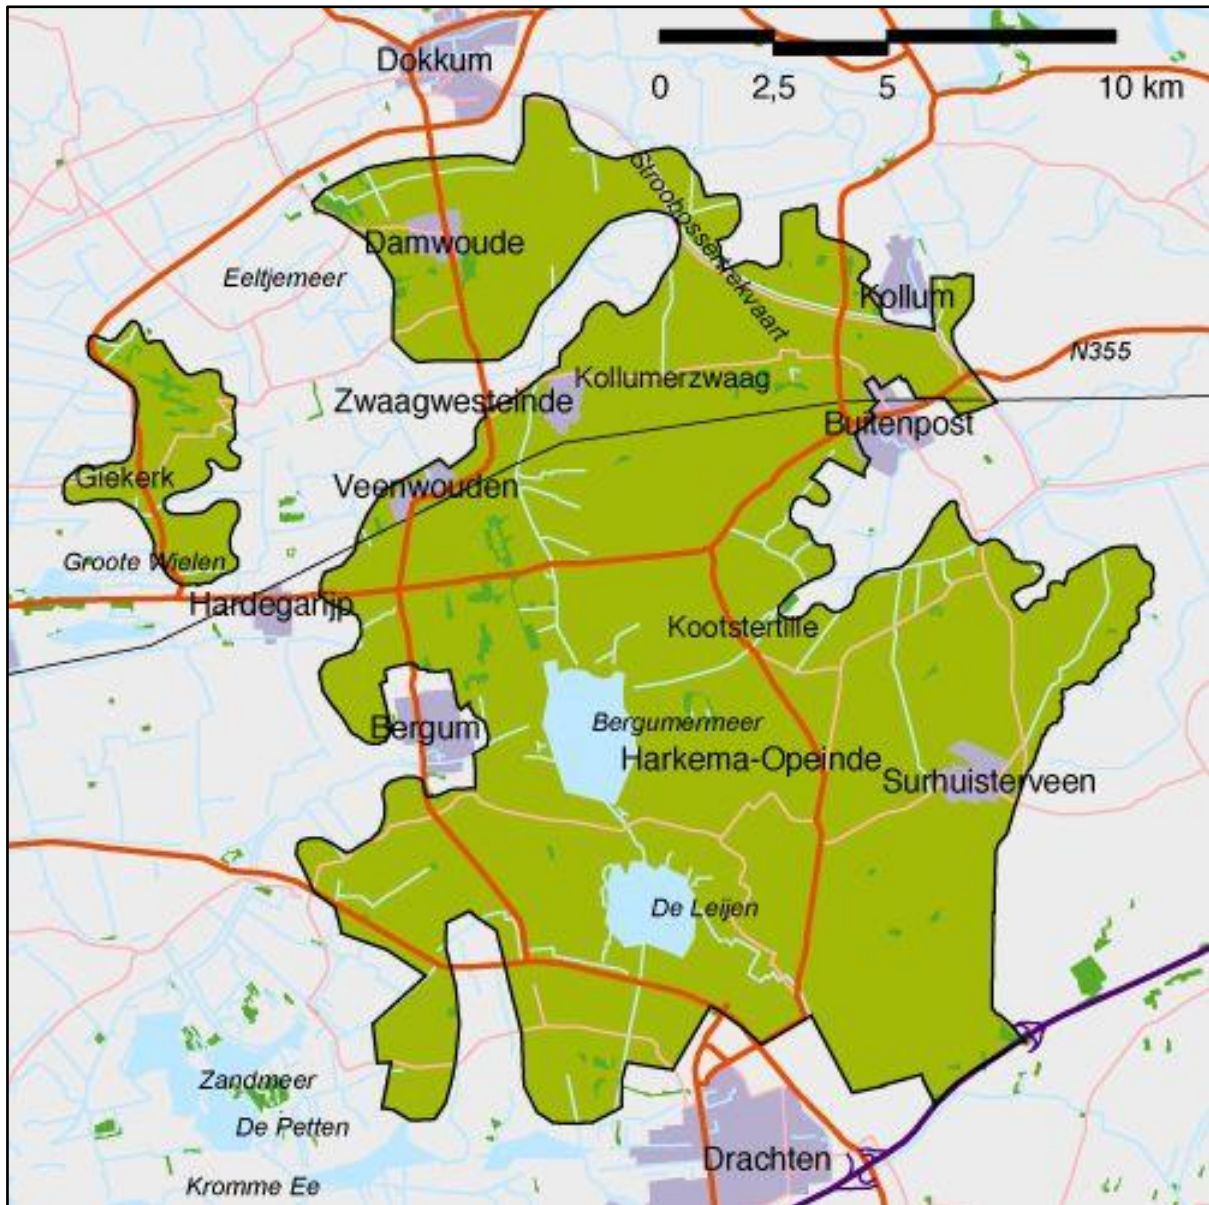 Dokkum
0 2,5 5 10 km
Stroobossertrekvaart
Damwoude
Eeltjemeer
Kollum
N355
Kollumerzwaag
Zwaagwesteinde
Buitenpost
Giekerk
Veenwouden
Groote Wielen
Hardegarijp
Kootstertille
Bergum
Bergumermeer
Harkema-Opeinde
Surhuisterveen
De Leijen
Zandmeer
De Petten
Drachten
Kromme Ee